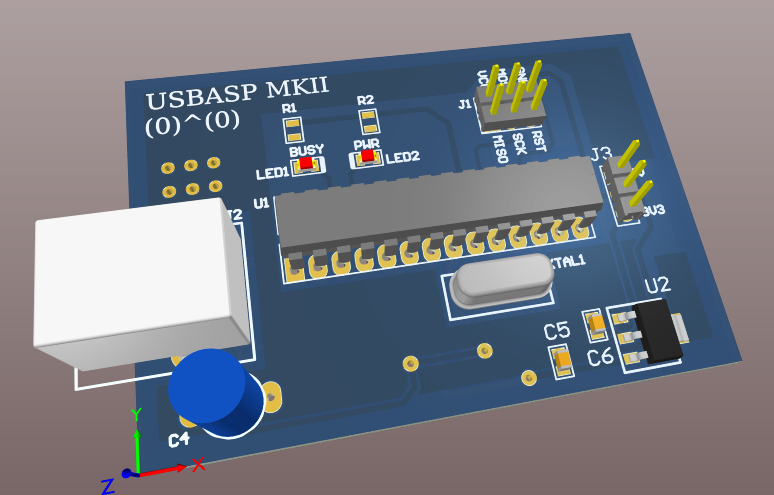 USBASP MKII
(0)^(0)
R1
R2
BUSY
PWR
LED1
LED2
J1
MISO
SCK
RST
J3
3V3
U1
XTAL1
U2
C5
C6
C4
Y
X
Z